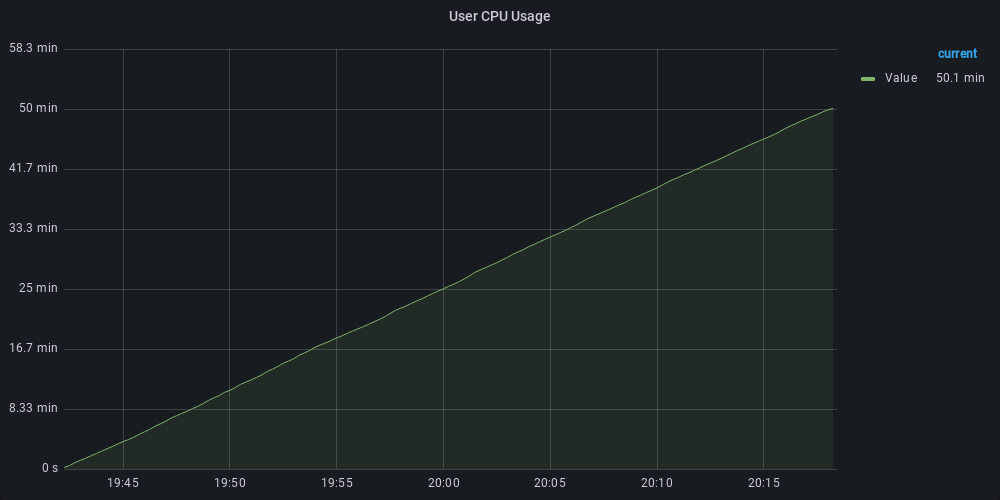 User CPU Usage
58.3 min
50 min
41.7 min
33.3 min
25 min
16.7 min
8.33 min
0 s
19:45 19:50 19:55 20:00 20:05 20:10 20:15
current
Value 50.1 min